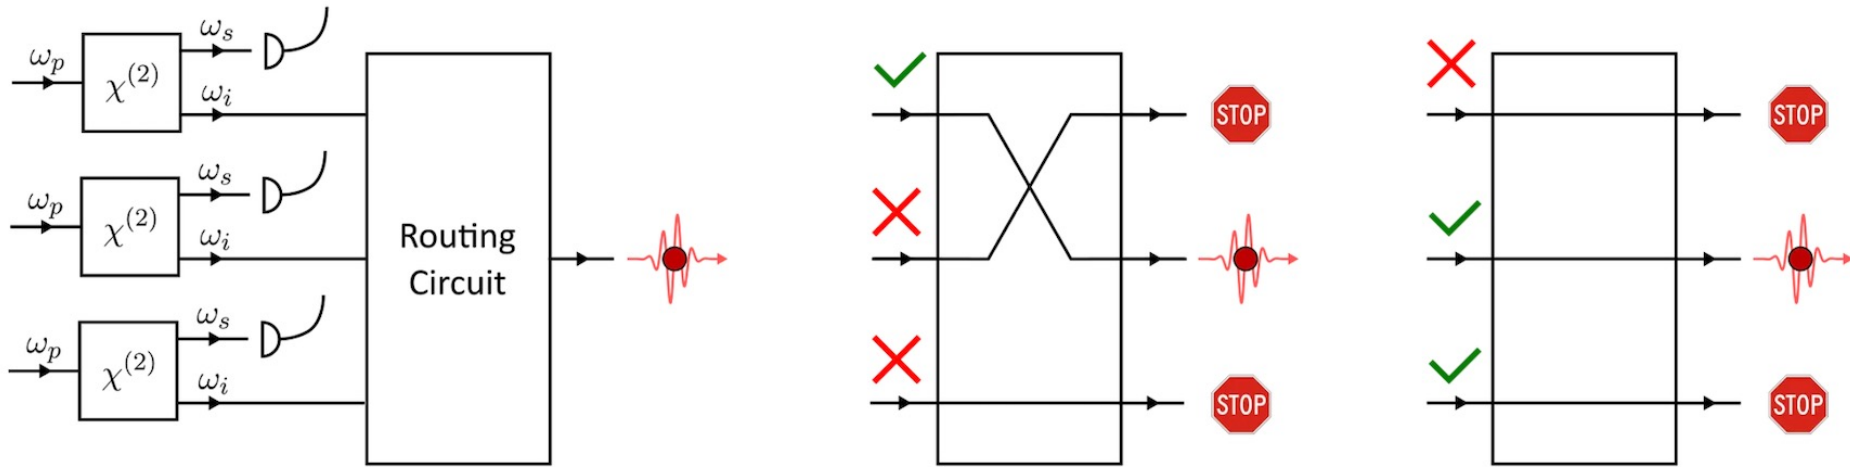 ωₚ
χ⁽²⁾
ωₛ
ωᵢ
ωₚ
χ⁽²⁾
ωₛ
ωᵢ
ωₚ
χ⁽²⁾
ωₛ
ωᵢ
Routing
Circuit
STOP
STOP
STOP
STOP